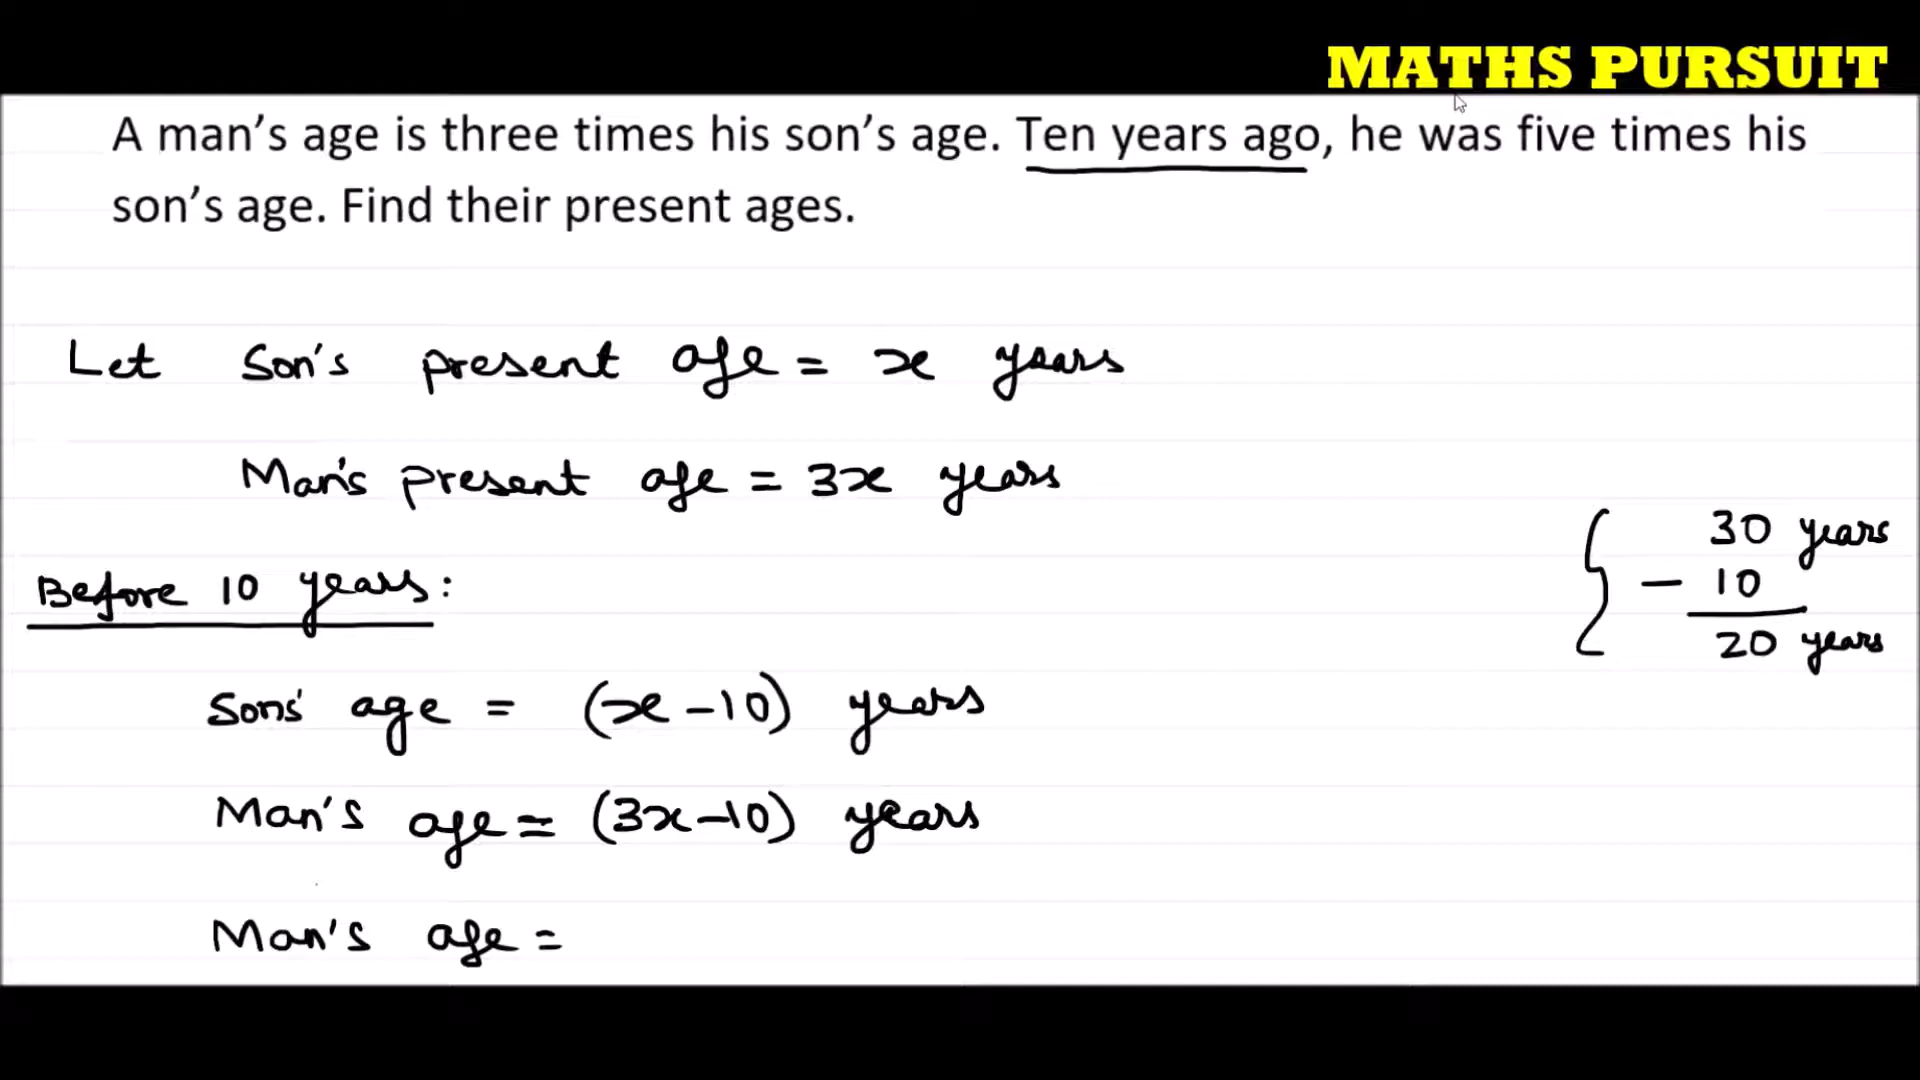 MATHS PURSUIT
A man’s age is three times his son’s age. Ten years ago, he was five times his
son’s age. Find their present ages.
Let Son's present age = x years
Man's present age = 3x years
30 years
- 10
20 years
Before 10 years:
Sons' age = (x-10) years
Man's age = (3x-10) years
Man's age =